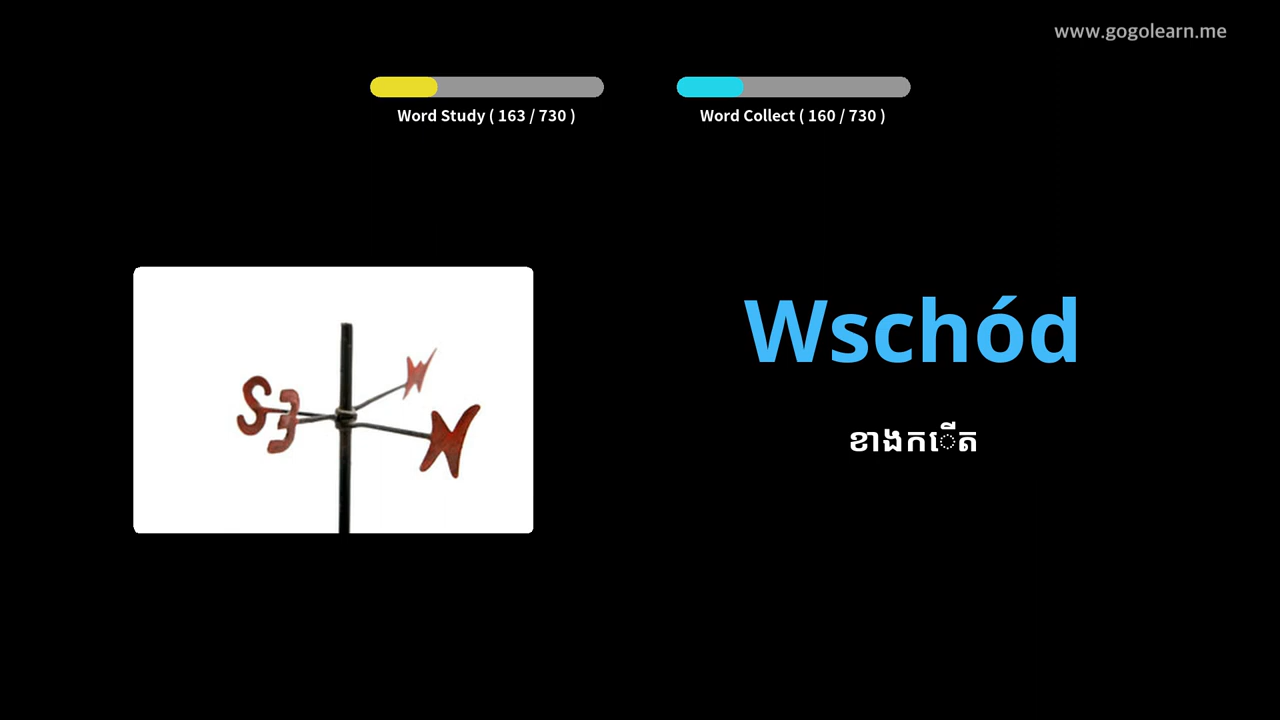 www.gogolearn.me
Word Study ( 163 / 730 )
Word Collect ( 160 / 730 )
Wschód
ខាងកើត
S E N